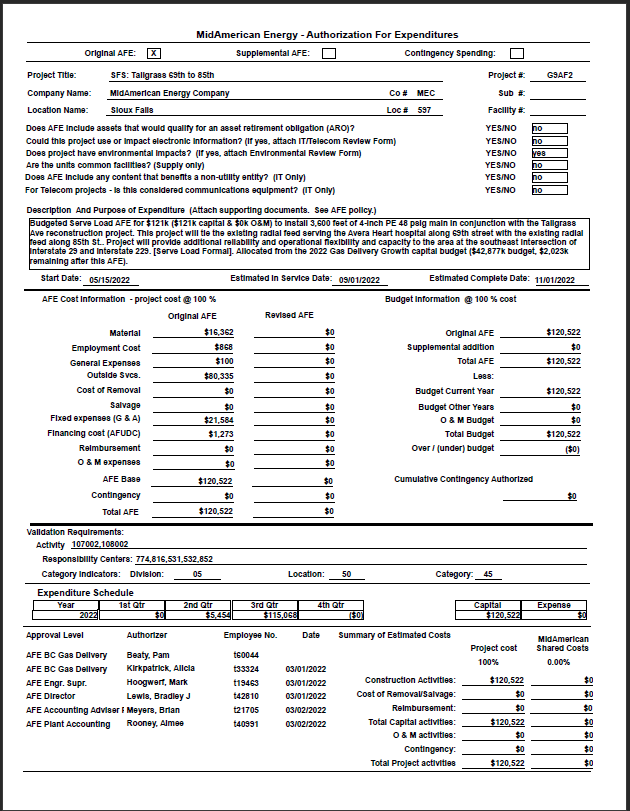 MidAmerican Energy - Authorization For Expenditures
Original AFE: X Supplemental AFE: Contingency Spending:
Project Title: SFS: Tallgrass 69th to 85th Project #: G9AF2
Company Name: MidAmerican Energy Company Co # MEC Sub #:
Location Name: Sioux Falls Loc # 597 Facility #:
Does AFE include assets that would qualify for an asset retirement obligation (ARO)? YES/NO no
Could this project use or impact electronic information? (if yes, attach IT/Telecom Review Form) YES/NO no
Does project have environmental impacts? (if yes, attach Environmental Review Form) YES/NO yes
Are the units common facilities? (Supply only) YES/NO no
Does AFE include any content that benefits a non-utility entity? (IT Only) YES/NO no
For Telecom projects - is this considered communications equipment? (IT Only) YES/NO no
Description And Purpose of Expenditure (Attach supporting documents. See AFE policy.)
Budgeted Serve Load AFE for $121k ($121k capital & $0k O&M) to install 3,600 feet of 4-inch PE 48 psig main in conjunction with the Tallgrass
Ave reconstruction project. This project will tie the existing radial feed serving the Avera Heart hospital along 69th street with the existing radial
feed along 85th St.. Project will provide additional reliability and operational flexibility and capacity to the area at the southeast intersection of
Interstate 29 and Interstate 229. [Serve Load Formal]. Allocated from the 2022 Gas Delivery Growth capital budget ($42,877k budget, $2,023k
remaining after this AFE).
Start Date: 05/15/2022 Estimated In Service Date: 09/01/2022 Estimated Complete Date: 11/01/2022
AFE Cost Information - project cost @ 100 % Budget Information @ 100 % cost
Original AFE Revised AFE
Material $16,362 $0 Original AFE $120,522
Employment Cost $868 $0 Supplemental addition $0
General Expenses $100 $0 Total AFE $120,522
Outside Svcs. $80,335 $0 Less:
Cost of Removal $0 $0 Budget Current Year $120,522
Salvage $0 $0 Budget Other Years $0
Fixed expenses (G & A) $21,584 $0 O & M Budget $0
Financing cost (AFUDC) $1,273 $0 Total Budget $120,522
Reimbursement $0 $0 Over / (under) budget ($0)
O & M expenses $0 $0
AFE Base $120,522 $0 Cumulative Contingency Authorized
Contingency $0 $0 $0
Total AFE $120,522 $0
Validation Requirements:
Activity 107002,108002
Responsibility Centers: 774,816,531,532,852
Category Indicators: Division: 05 Location: 50 Category: 45
Expenditure Schedule
Year 1st Qtr 2nd Qtr 3rd Qtr 4th Qtr Capital Expense
2022 $0 $5,454 $115,068 ($0) $120,522 $0
Approval Level Authorizer Employee No. Date Summary of Estimated Costs
Project cost MidAmerican Shared Costs
100% 0.00%
AFE BC Gas Delivery Beaty, Pam t60044
AFE BC Gas Delivery Kirkpatrick, Alicia t33324 03/01/2022
AFE Engr. Supr. Hoogwerf, Mark t19463 03/01/2022 Construction Activities: $120,522 $0
AFE Director Lewis, Bradley J t42810 03/01/2022 Cost of Removal/Salvage: $0 $0
AFE Accounting Adviser F Meyers, Brian t21705 03/02/2022 Reimbursement: $0 $0
AFE Plant Accounting Rooney, Aimee t40991 03/02/2022 Total Capital activities: $120,522 $0
O & M activities: $0 $0
Contingency: $0 $0
Total Project activities $120,522 $0